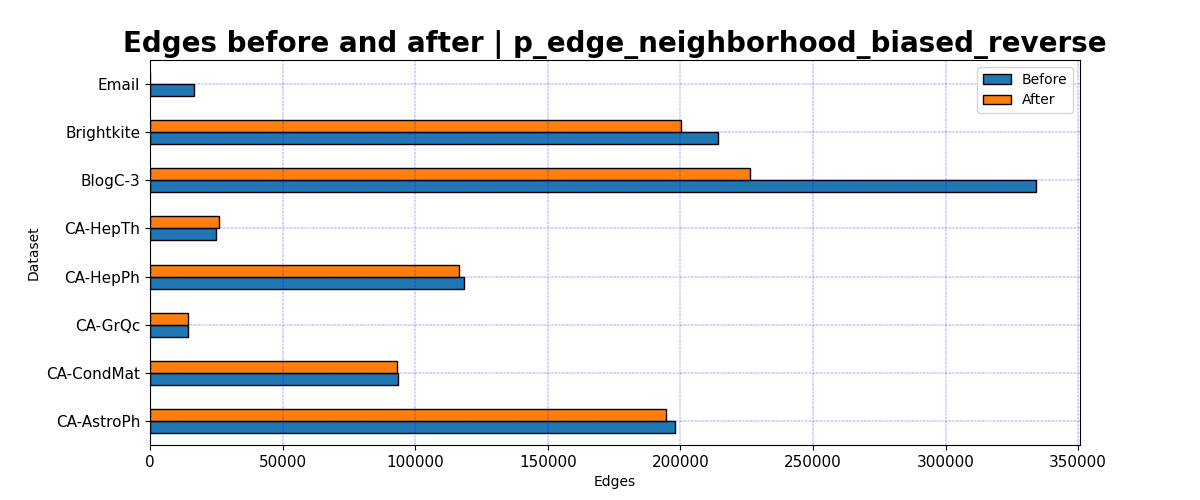 Edges before and after | p_edge_neighborhood_biased_reverse
Before
After
Email
Brightkite
BlogC-3
CA-HepTh
CA-HepPh
CA-GrQc
CA-CondMat
CA-AstroPh
Dataset
0 50000 100000 150000 200000 250000 300000 350000
Edges